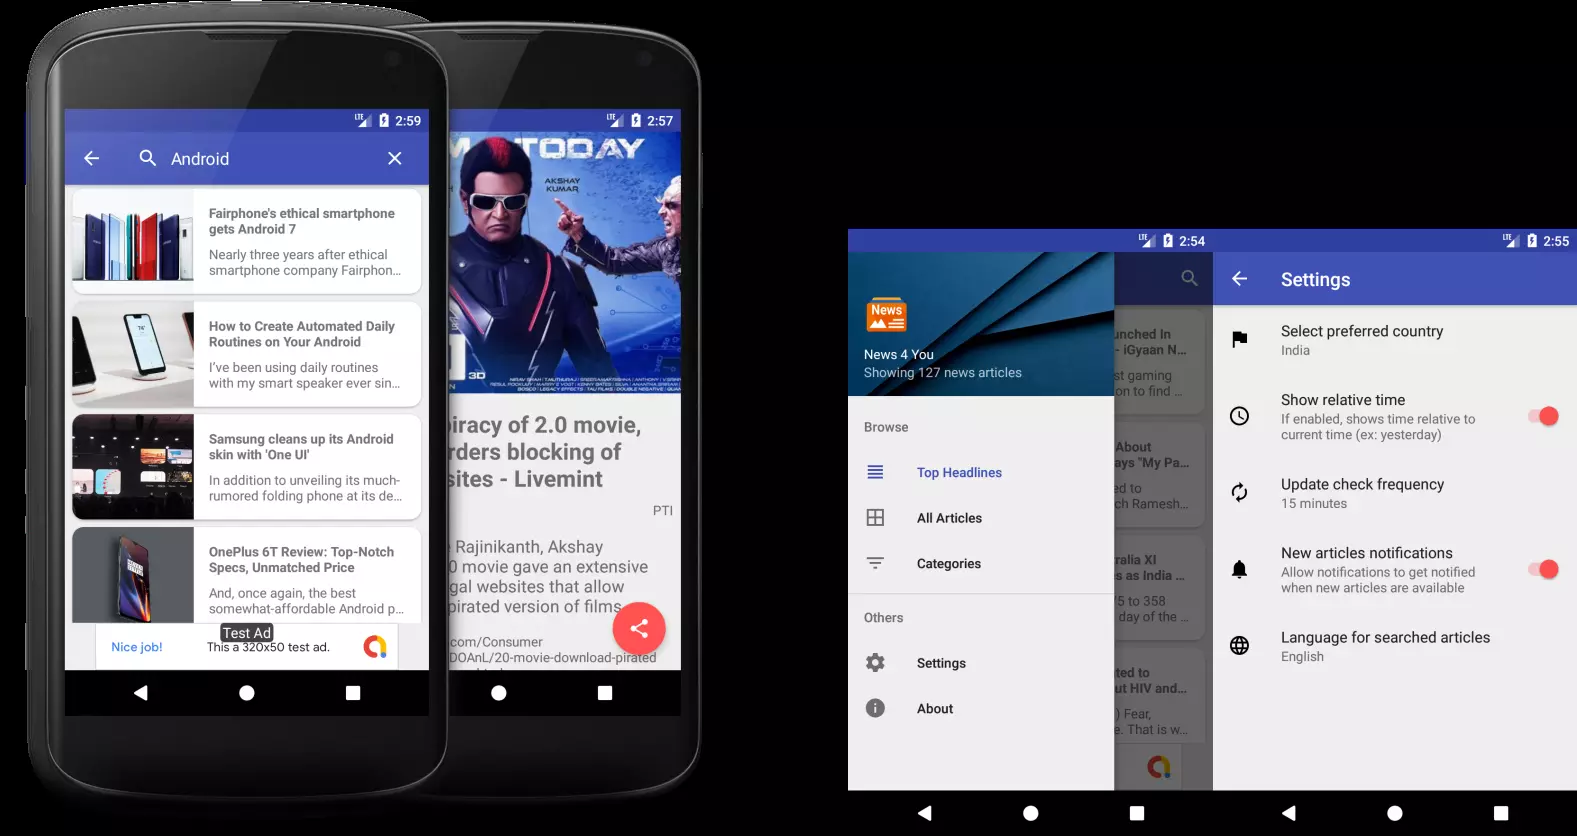 LTE 2:59
Android
Fairphone's ethical smartphone
gets Android 7
Nearly three years after ethical
smartphone company Fairphon...
How to Create Automated Daily
Routines on Your Android
I've been using daily routines
with my smart speaker ever sin...
Samsung cleans up its Android
skin with 'One UI'
In addition to unveiling its much-
rumored folding phone at its de...
OnePlus 6T Review: Top-Notch
Specs, Unmatched Price
And, once again, the best
somewhat-affordable Android p...
Test Ad
Nice job!
This a 320x50 test ad.
LTE 2:57
M TODAY
AKSHAY
KUMAR
3D
iracy of 2.0 movie,
rders blocking of
sites - Livemint
PTI
Rajinikanth, Akshay
0 movie gave an extensive
gal websites that allow
pirated version of films
com/Consumer
DOAnL/20-movie-download-pirated
LTE 2:54
News
News 4 You
Showing 127 news articles
Browse
Top Headlines
All Articles
Categories
Others
Settings
About
unched In
- iGyaan N...
st gaming
on to find ...
About
ays "My Pa...
ed to
ch Ramesh...
ralia XI
s as India ...
/5 to 358
day of the ...
ted to
ut HIV and...
) Fear,
e. That is w...
LTE 2:55
Settings
Select preferred country
India
Show relative time
If enabled, shows time relative to
current time (ex: yesterday)
Update check frequency
15 minutes
New articles notifications
Allow notifications to get notified
when new articles are available
Language for searched articles
English